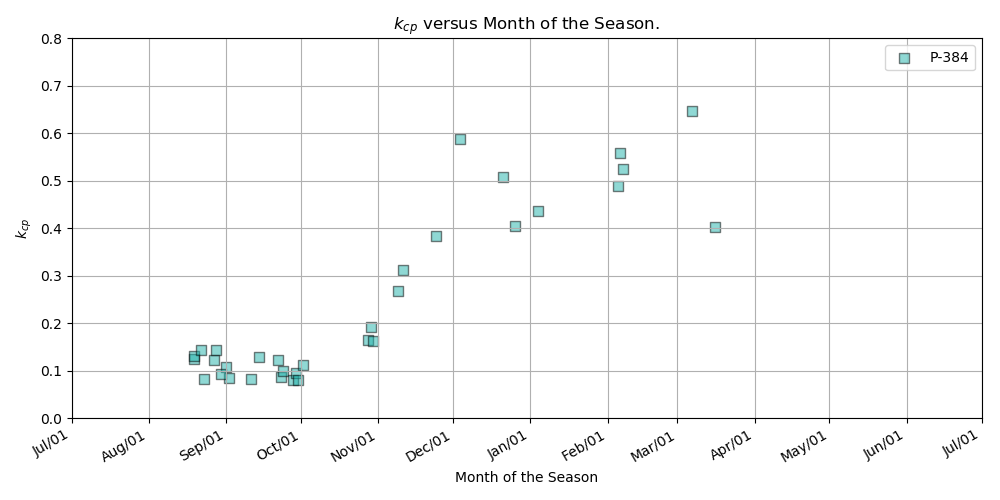 k_cp versus Month of the Season.
P-384
0.8
0.7
0.6
0.5
0.4
0.3
0.2
0.1
0.0
k_cp
Jul/01 Aug/01 Sep/01 Oct/01 Nov/01 Dec/01 Jan/01 Feb/01 Mar/01 Apr/01 May/01 Jun/01 Jul/01
Month of the Season